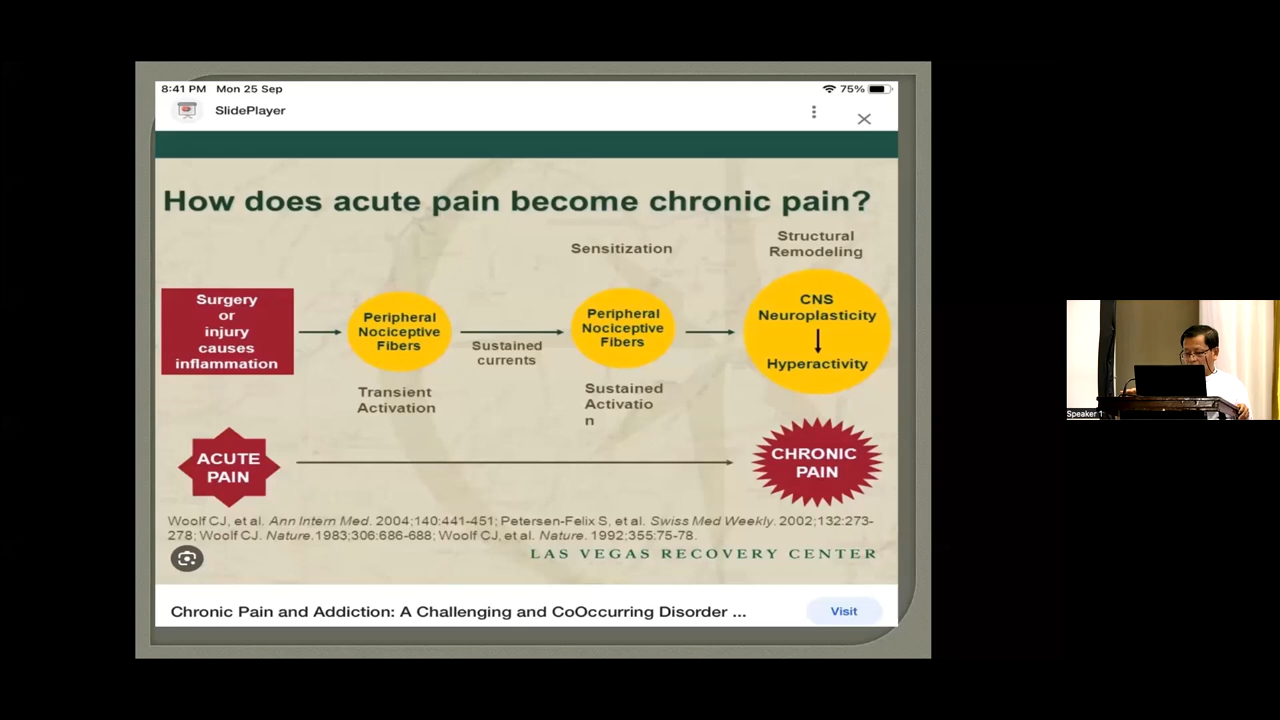 8:41 PM Mon 25 Sep
75%
SlidePlayer
How does acute pain become chronic pain?
Sensitization
Structural
Remodeling
Surgery
or
injury
causes
inflammation
Peripheral
Nociceptive
Fibers
Sustained
currents
Peripheral
Nociceptive
Fibers
CNS
Neuroplasticity
Hyperactivity
Transient
Activation
Sustained
Activatio
n
ACUTE
PAIN
CHRONIC
PAIN
Woolf CJ, et al. Ann Intern Med. 2004;140:441-451; Petersen-Felix S, et al. Swiss Med Weekly. 2002;132:273-
278; Woolf CJ. Nature.1983;306:686-688; Woolf CJ, et al. Nature. 1992;355:75-78.
LAS VEGAS RECOVERY CENTER
Chronic Pain and Addiction: A Challenging and CoOccurring Disorder ...
Visit
Speaker 1